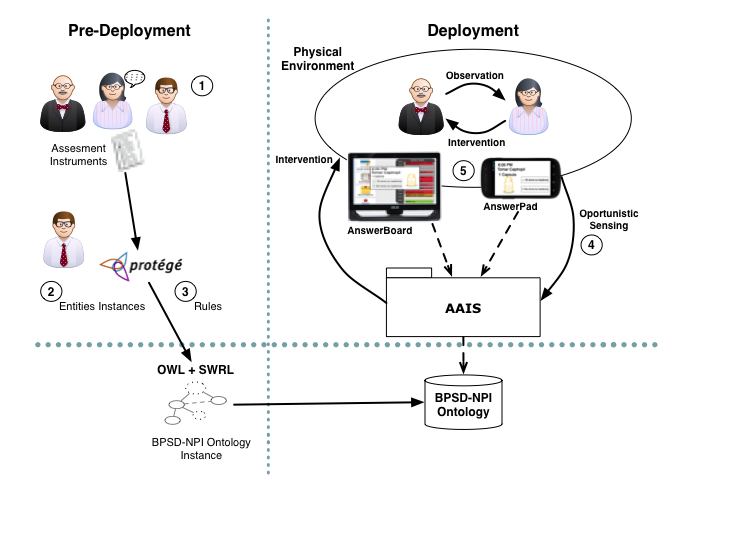 Pre-Deployment
Deployment
Physical
Environment
1
Observation
Intervention
Assesment
Instruments
Intervention
5
AnswerBoard
AnswerPad
Oportunistic
Sensing
4
protégé
2
Entities Instances
3
Rules
AAIS
OWL + SWRL
BPSD-NPI
Ontology
BPSD-NPI Ontology
Instance